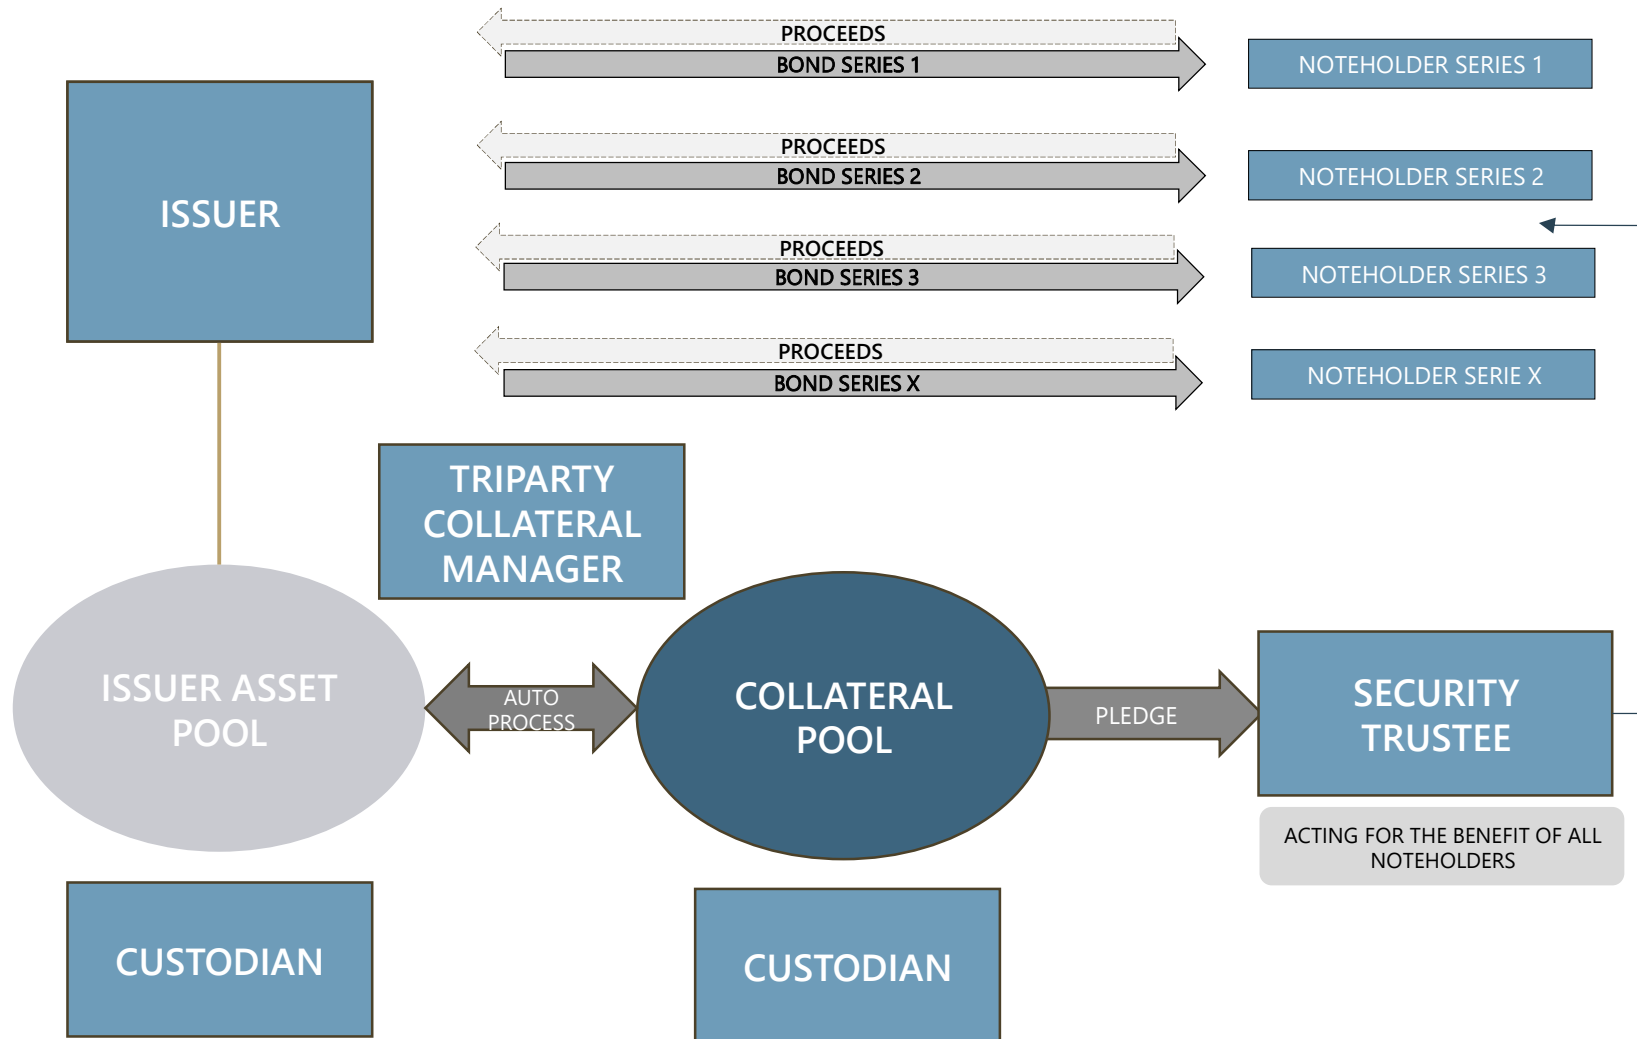 PROCEEDS
BOND SERIES 1
NOTEHOLDER SERIES 1
PROCEEDS
BOND SERIES 2
NOTEHOLDER SERIES 2
ISSUER
PROCEEDS
BOND SERIES 3
NOTEHOLDER SERIES 3
PROCEEDS
BOND SERIES X
NOTEHOLDER SERIE X
TRIPARTY
COLLATERAL
MANAGER
ISSUER ASSET
POOL
AUTO
PROCESS
COLLATERAL
POOL
PLEDGE
SECURITY
TRUSTEE
ACTING FOR THE BENEFIT OF ALL
NOTEHOLDERS
CUSTODIAN
CUSTODIAN